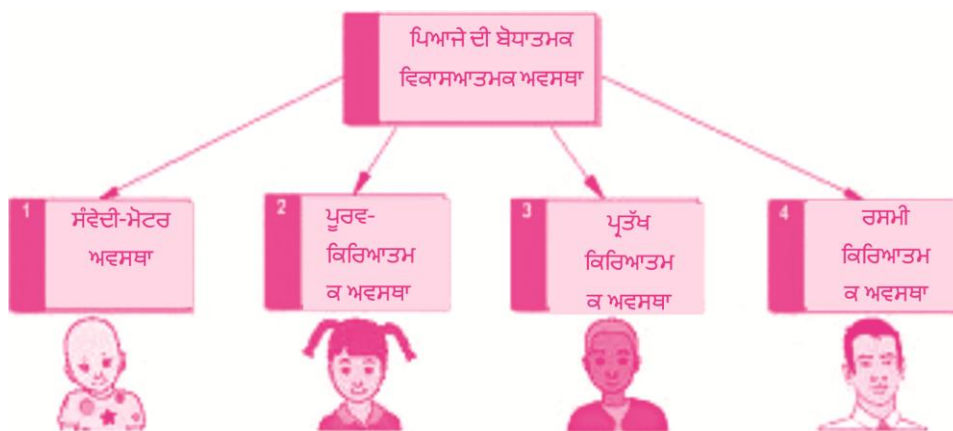 ਪਿਆਜੇ ਦੀ ਬੋਧਾਤਮਕ
ਵਿਕਾਸਆਤਮਕ ਅਵਸਥਾ
1
ਸੰਵੇਦੀ-ਮੋਟਰ
ਅਵਸਥਾ
2
ਪੂਰਵ-
ਕਿਰਿਆਤਮ
ਕ ਅਵਸਥਾ
3
ਪ੍ਰਤੱਖ
ਕਿਰਿਆਤਮ
ਕ ਅਵਸਥਾ
4
ਰਸਮੀ
ਕਿਰਿਆਤਮ
ਕ ਅਵਸਥਾ